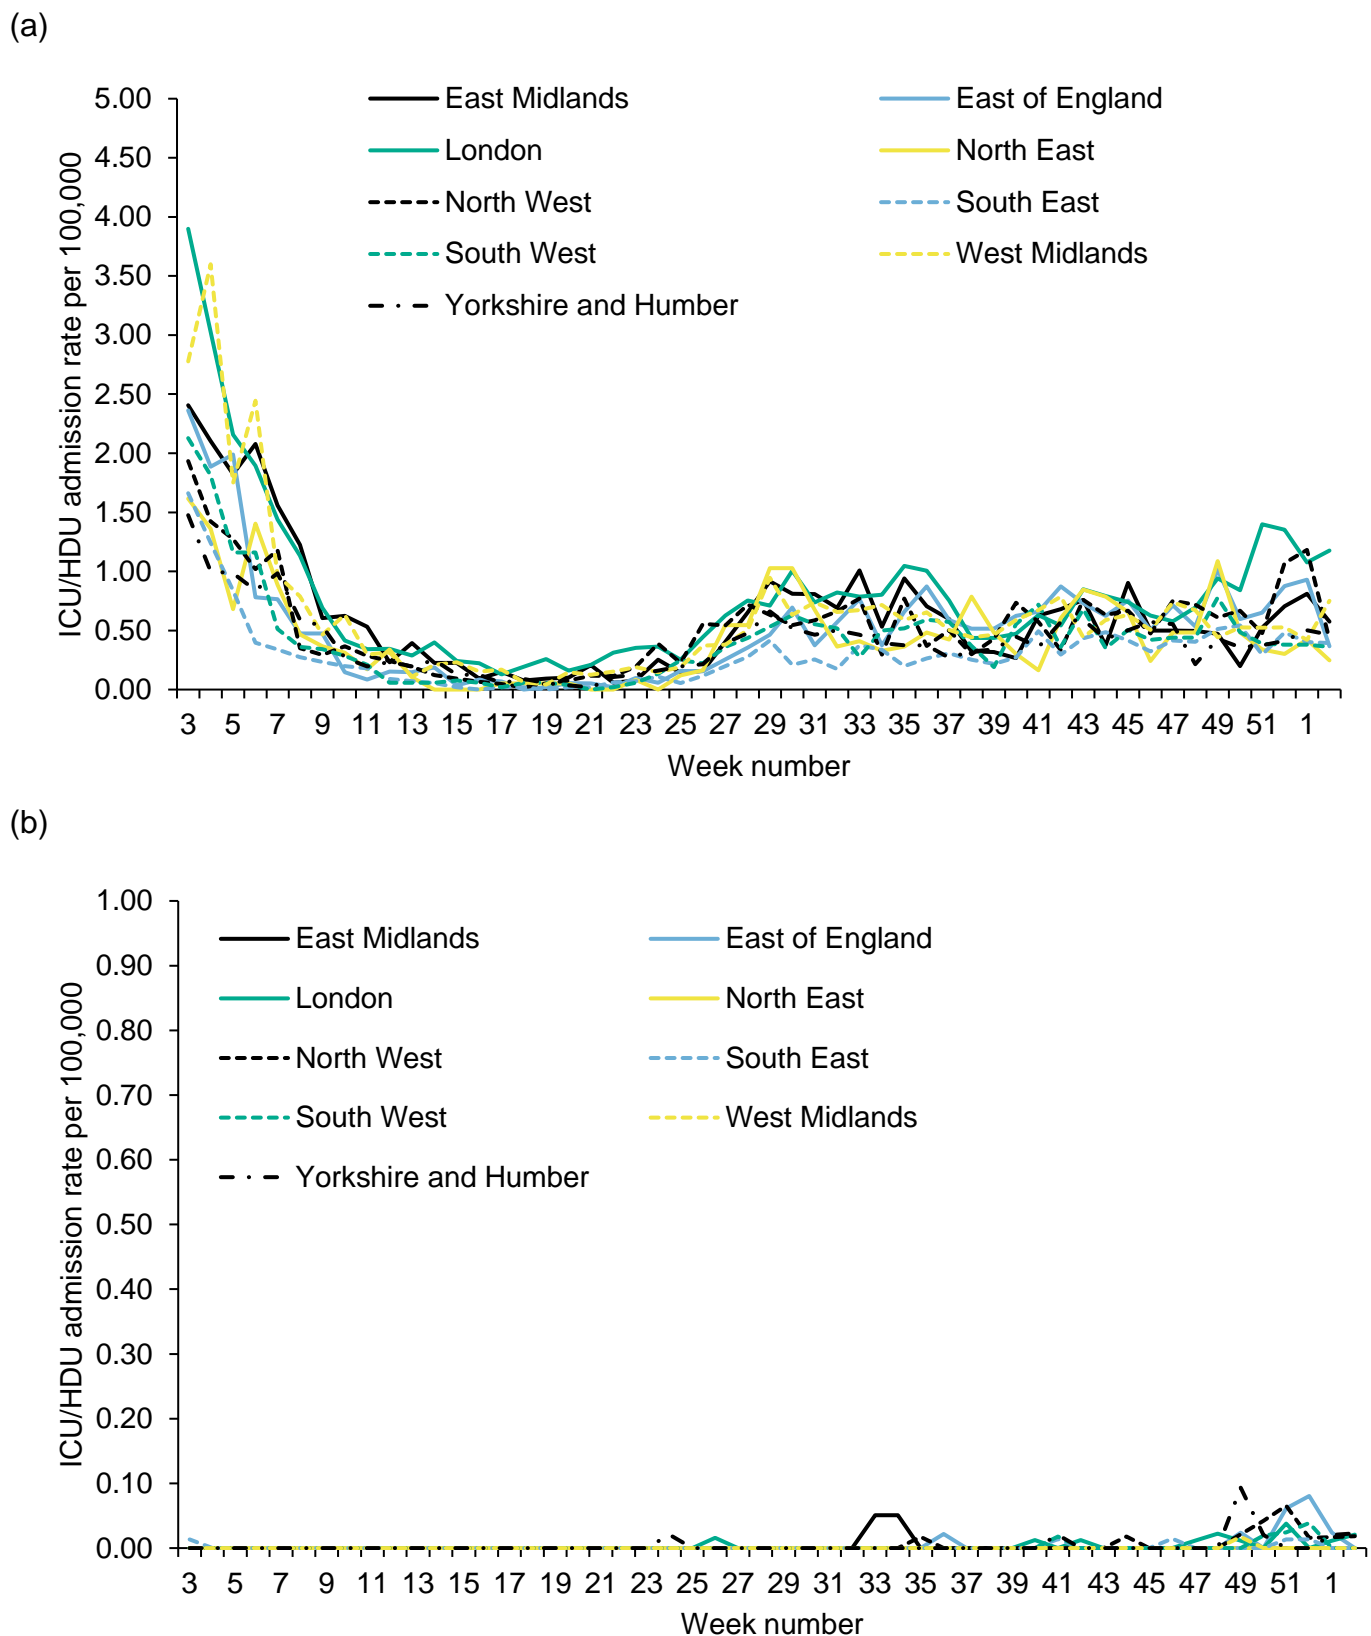 (a)
5.00
4.50
4.00
3.50
3.00
2.50
2.00
1.50
1.00
0.50
0.00
ICU/HDU admission rate per 100,000
East Midlands East of England
London North East
North West South East
South West West Midlands
Yorkshire and Humber
3 5 7 9 11 13 15 17 19 21 23 25 27 29 31 33 35 37 39 41 43 45 47 49 51 1
Week number
(b)
1.00
0.90
0.80
0.70
0.60
0.50
0.40
0.30
0.20
0.10
0.00
ICU/HDU admission rate per 100,000
East Midlands East of England
London North East
North West South East
South West West Midlands
Yorkshire and Humber
3 5 7 9 11 13 15 17 19 21 23 25 27 29 31 33 35 37 39 41 43 45 47 49 51 1
Week number